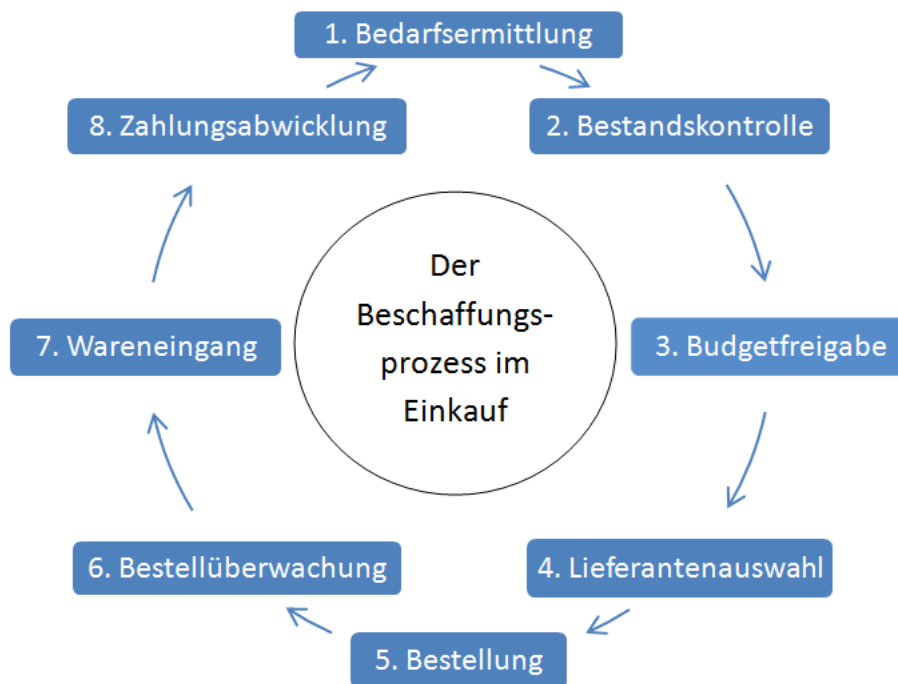 1. Bedarfsermittlung
2. Bestandskontrolle
3. Budgetfreigabe
4. Lieferantenauswahl
5. Bestellung
6. Bestellüberwachung
7. Wareneingang
8. Zahlungsabwicklung
Der
Beschaffungs-
prozess im
Einkauf